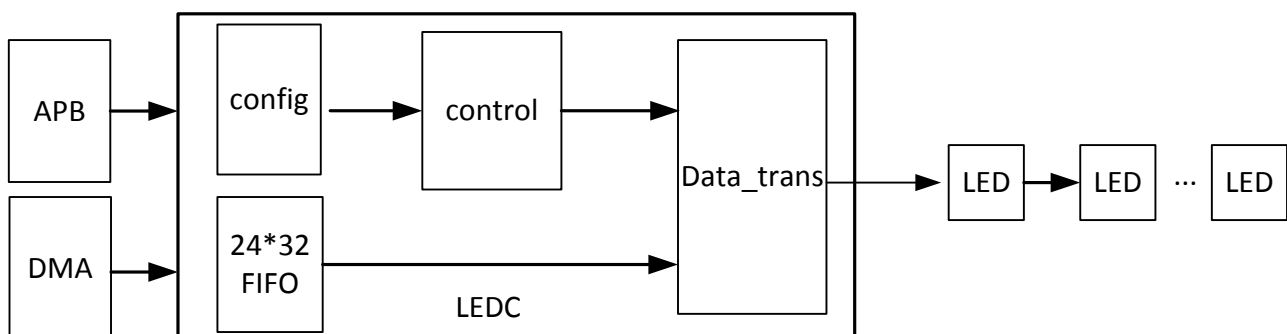 APB
config
control
Data_trans
LED
LED
...
LED
DMA
24*32
FIFO
LEDC